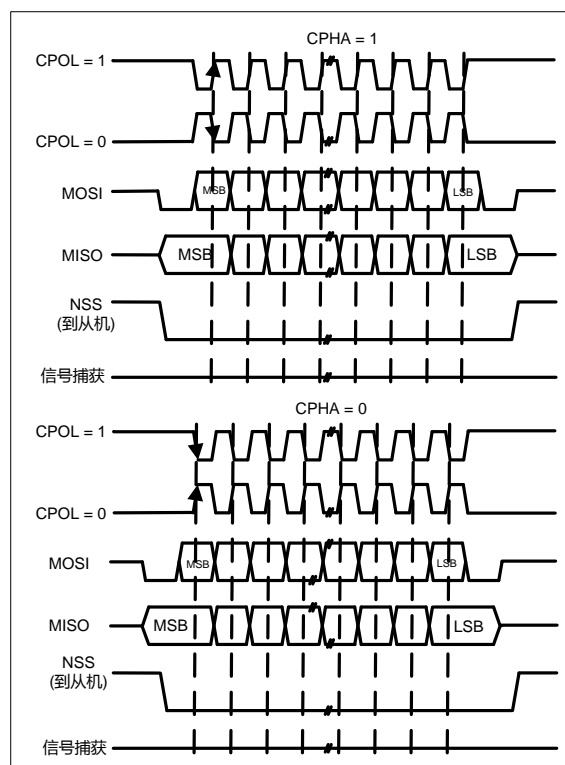 CPHA = 1
CPOL = 1
CPOL = 0
MOSI MSB LSB
MISO MSB LSB
NSS
(到从机)
信号捕获
CPHA = 0
CPOL = 1
CPOL = 0
MOSI MSB LSB
MISO MSB LSB
NSS
(到从机)
信号捕获